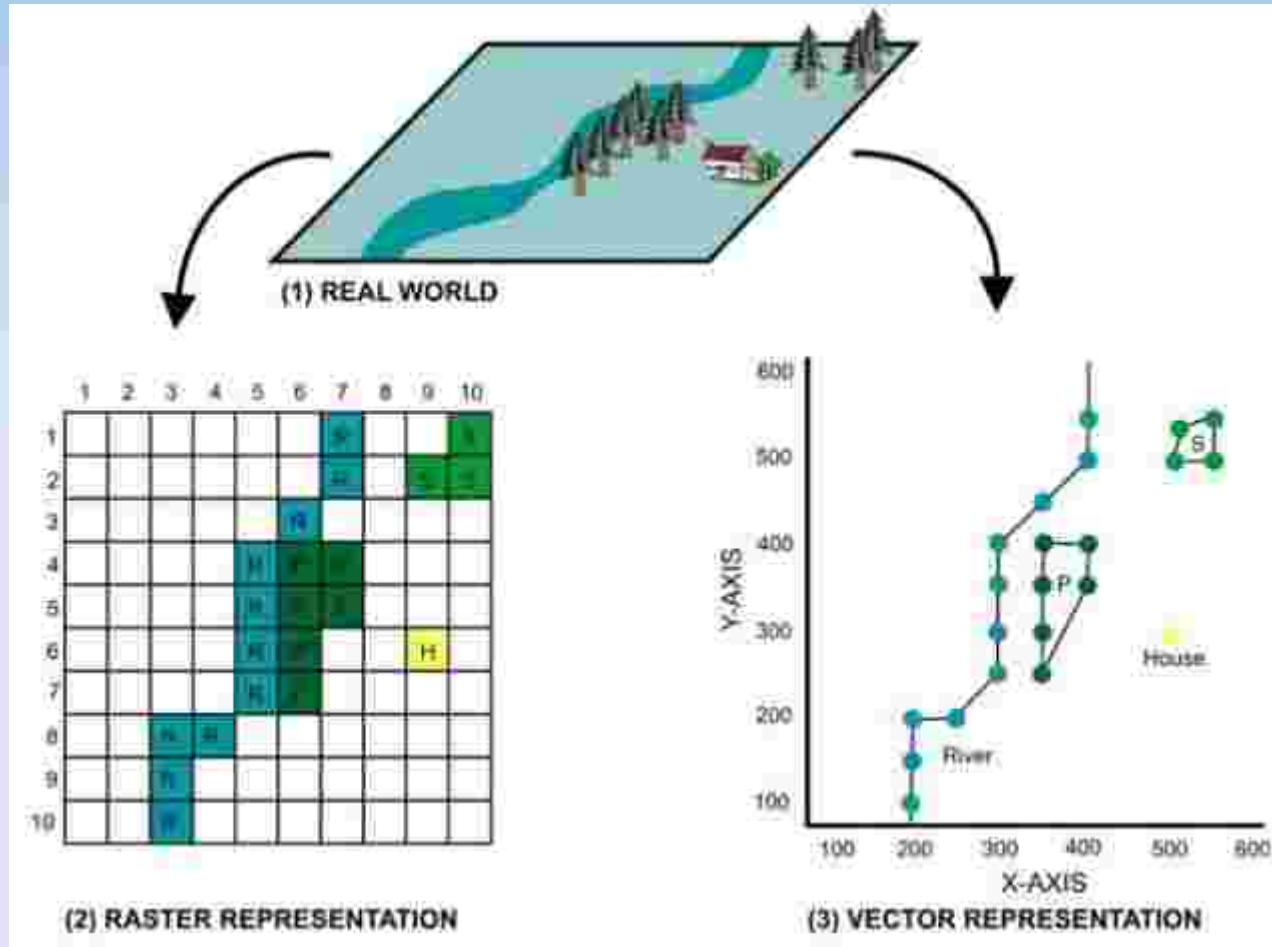 (1) REAL WORLD
1 2 3 4 5 6 7 8 9 10
1 R
2 R
3 R
4 R P
5 R P
6 R P H
7 R P
8 R R
9 R
10 R
(2) RASTER REPRESENTATION
600
500
400
300
200
100
Y-AXIS
S
P
House
River
100 200 300 400 500 600
X-AXIS
(3) VECTOR REPRESENTATION